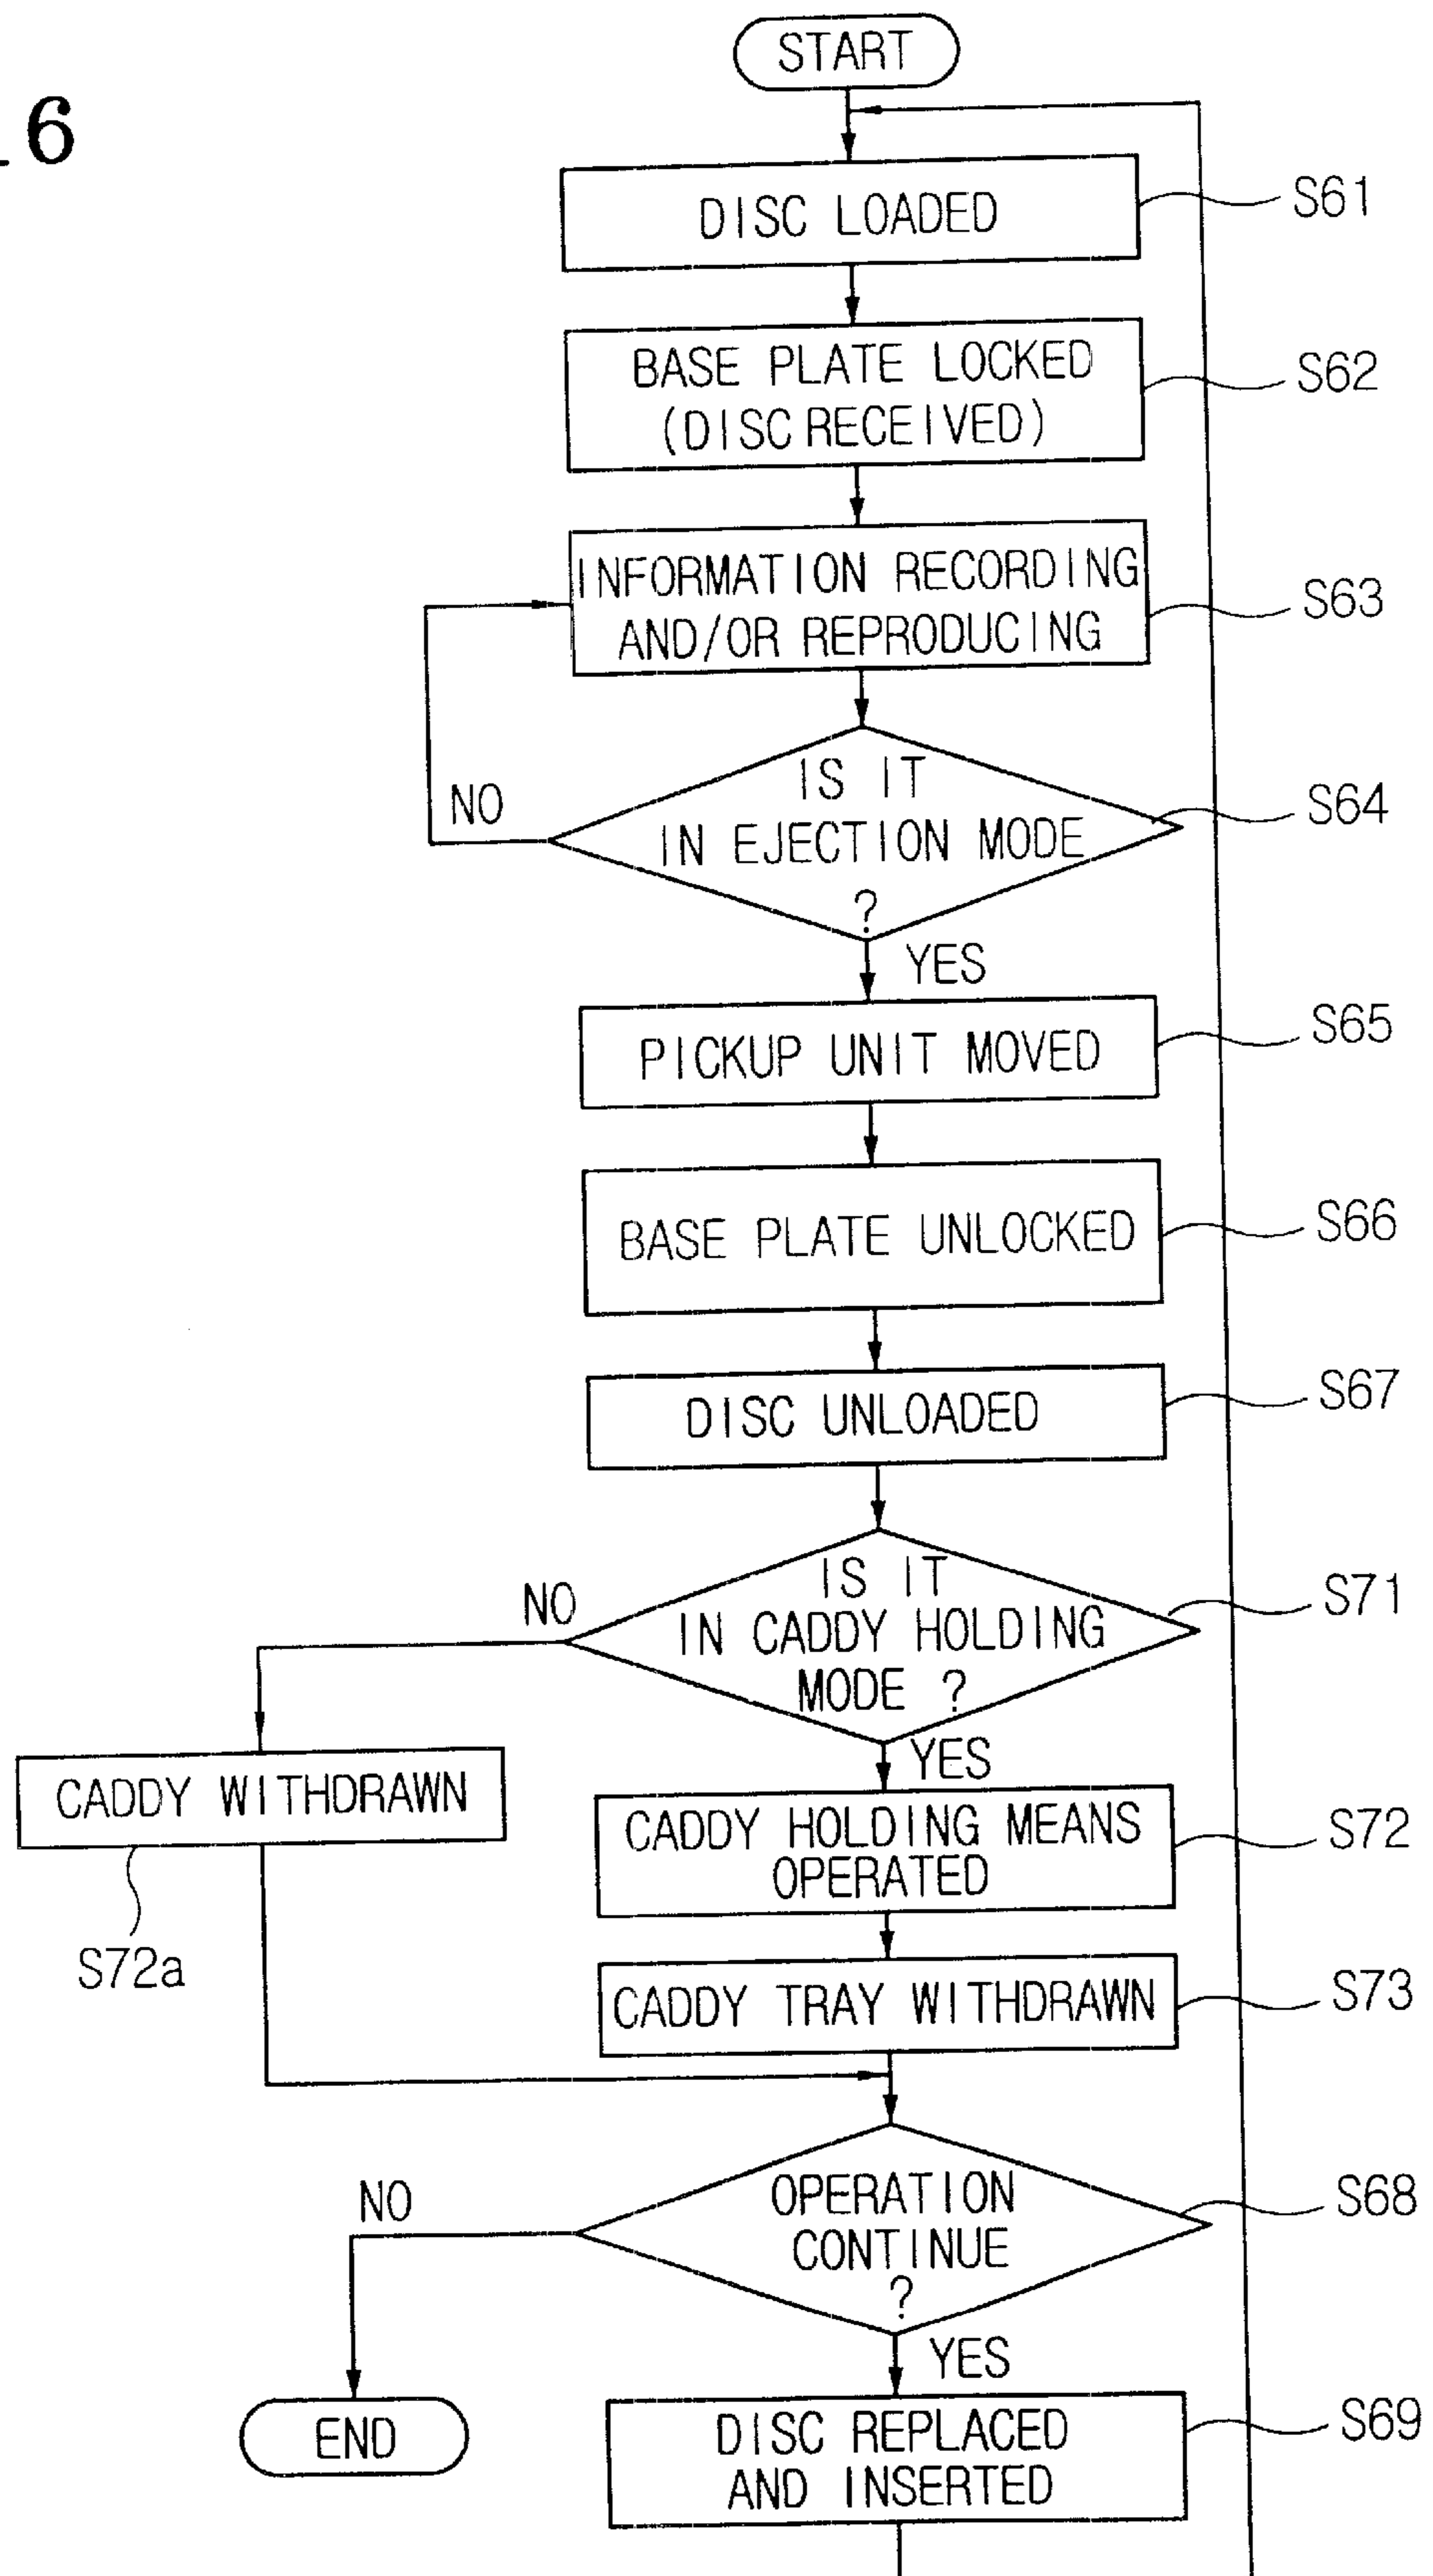 16
START
DISC LOADED
S61
BASE PLATE LOCKED
(DISC RECEIVED)
S62
INFORMATION RECORDING
AND/OR REPRODUCING
S63
IS IT
IN EJECTION MODE
?
S64
NO
YES
PICKUP UNIT MOVED
S65
BASE PLATE UNLOCKED
S66
DISC UNLOADED
S67
IS IT
IN CADDY HOLDING
MODE ?
S71
NO
YES
CADDY WITHDRAWN
S72a
CADDY HOLDING MEANS
OPERATED
S72
CADDY TRAY WITHDRAWN
S73
OPERATION
CONTINUE
?
S68
NO
YES
END
DISC REPLACED
AND INSERTED
S69